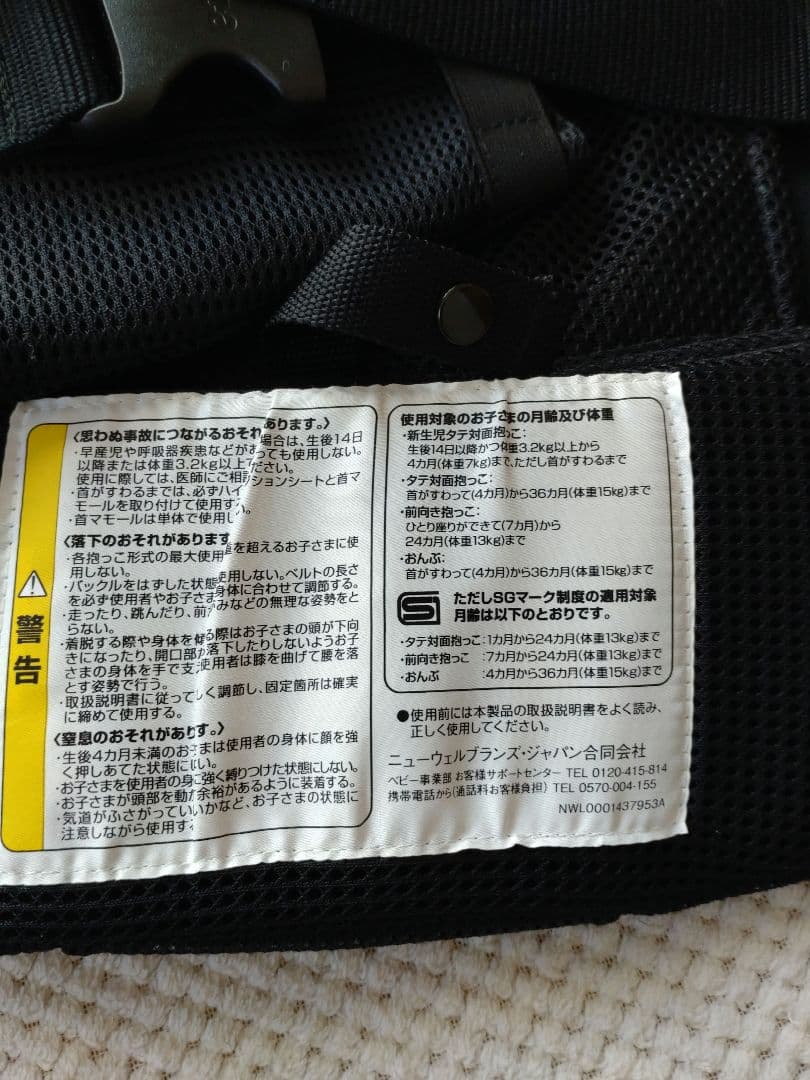 警告
〈思わぬ事故につながるおそれあります。〉
・早産児や呼吸器疾患などがあ場合は、生後14日
以降または体重3.2kg以上ても使用しない。
使用に際しては、医師にご相ださい。
・首がすわるまでは、必ずハイションシートと首マ
モールを取り付けて使用す
・首マモールは単体で使用し
〈落下のおそれがあります
・各抱っこ形式の最大使用を超えるお子さまに使
用しない。
・バックルをはずした状態使用しない。ベルトの長さ
を必ず使用者やお子さま身体に合わせて調節する。
・走ったり、跳んだり、前かみなどの無理な姿勢をと
らない。
・着脱する際や身体を傾る際はお子さまの頭が下向
きになったり、開口部か落下したりしないようお子
さまの身体を手で支使用者は膝を曲げて腰を落
とす姿勢で行う。
・取扱説明書に従ってしく調節し、固定箇所は確実
に締めて使用する。
〈窒息のおそれがあります。〉
・生後4カ月未満のおさまは使用者の身体に顔を強
く押しあてた状態にしない。
・お子さまを使用者の身に強く縛りつけた状態にしない。
・お子さまが頭部を動か余裕があるように装着する。
・気道がふさがっていいかなど、お子さまの状態に
注意しながら使用す
使用対象のお子さまの月齢及び体重
・新生児タテ対面抱っこ:
生後14日以降かつ体重3.2kg以上から
4カ月(体重7kg)まで、ただし首がすわるまで
・タテ対面抱っこ:
首がすわって(4カ月)から36カ月(体重15kg)まで
・前向き抱っこ:
ひとり座りができて(7カ月)から
24カ月(体重13kg)まで
・おんぶ:
首がすわって(4カ月)から36カ月(体重15kg)まで
ただしSGマーク制度の適用対象
月齢は以下のとおりです。
・タテ対面抱っこ:1カ月から24カ月(体重13kg)まで
・前向き抱っこ :7カ月から24カ月(体重13kg)まで
・おんぶ :4カ月から36カ月(体重15kg)まで
●使用前には本製品の取扱説明書をよく読み、
正しく使用してください。
ニューウェルブランズ・ジャパン合同会社
ベビー事業部 お客様サポートセンター TEL 0120-415-814
携帯電話から(通話料お客様負担) TEL 0570-004-155
NWL0001437953A